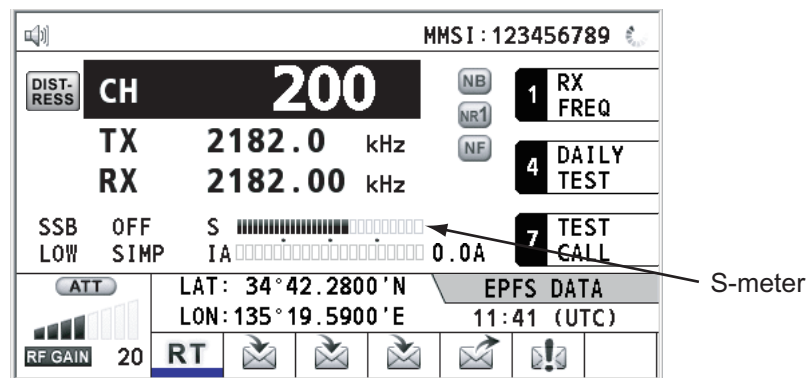 MMSI:123456789
DIST-
RESS
CH 200
TX 2182.0 kHz
RX 2182.00 kHz
NB
NR1
NF
1 RX
FREQ
4 DAILY
TEST
7 TEST
CALL
SSB OFF S
LOW SIMP IA 0.0A
S-meter
ATT
RF GAIN 20
LAT: 34°42.2800'N
LON:135°19.5900'E
EPFS DATA
11:41 (UTC)
RT